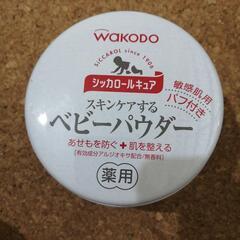 WAKODO
SICCAROL since 1906
シッカロールキュア
敏感肌用
パフ付き
スキンケアする
ベビーパウダー
あせもを防ぐ+肌を整える
[有効成分アルジオキサ配合/無香料]
薬用